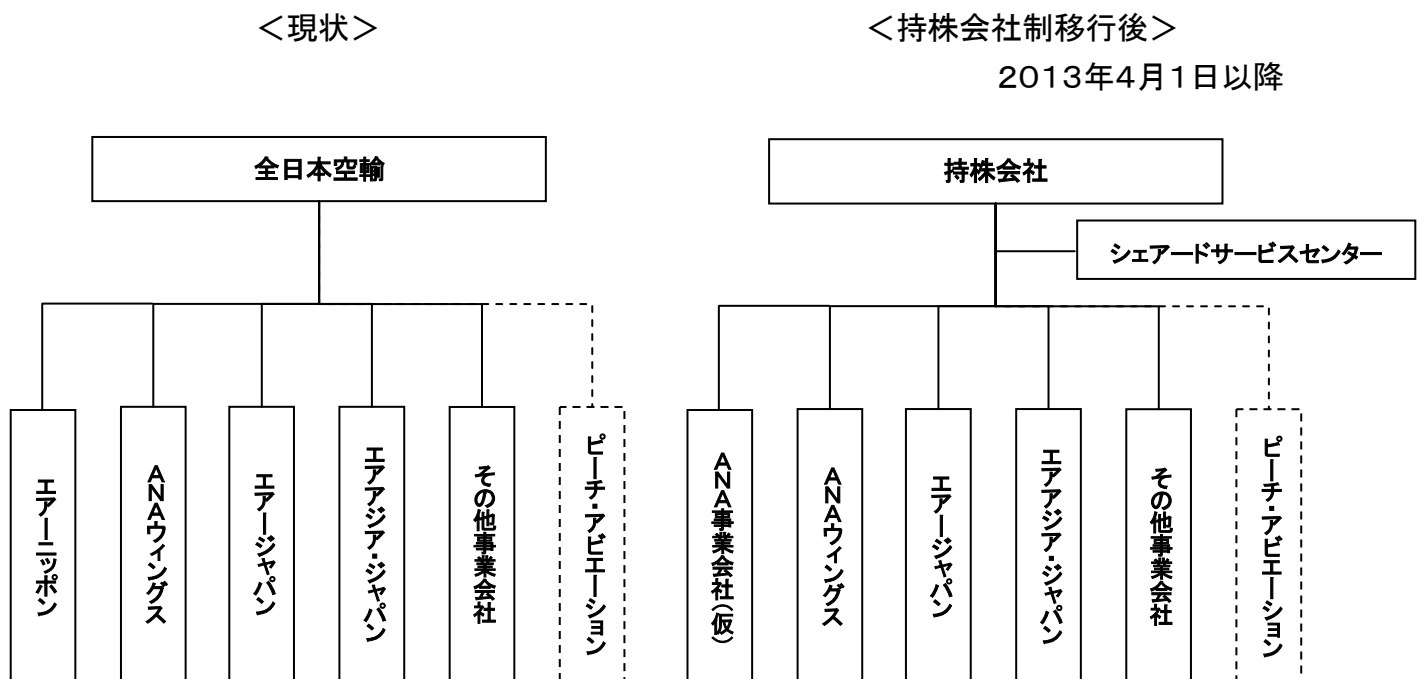 ＜現状＞
＜持株会社制移行後＞
２０１３年４月１日以降
全日本空輸
エアーニッポン
ＡＮＡウィングス
エアージャパン
エアアジア・ジャパン
その他事業会社
ピーチ・アビエーション
持株会社
シェアードサービスセンター
ＡＮＡ事業会社（仮）
ＡＮＡウィングス
エアージャパン
エアアジア・ジャパン
その他事業会社
ピーチ・アビエーション